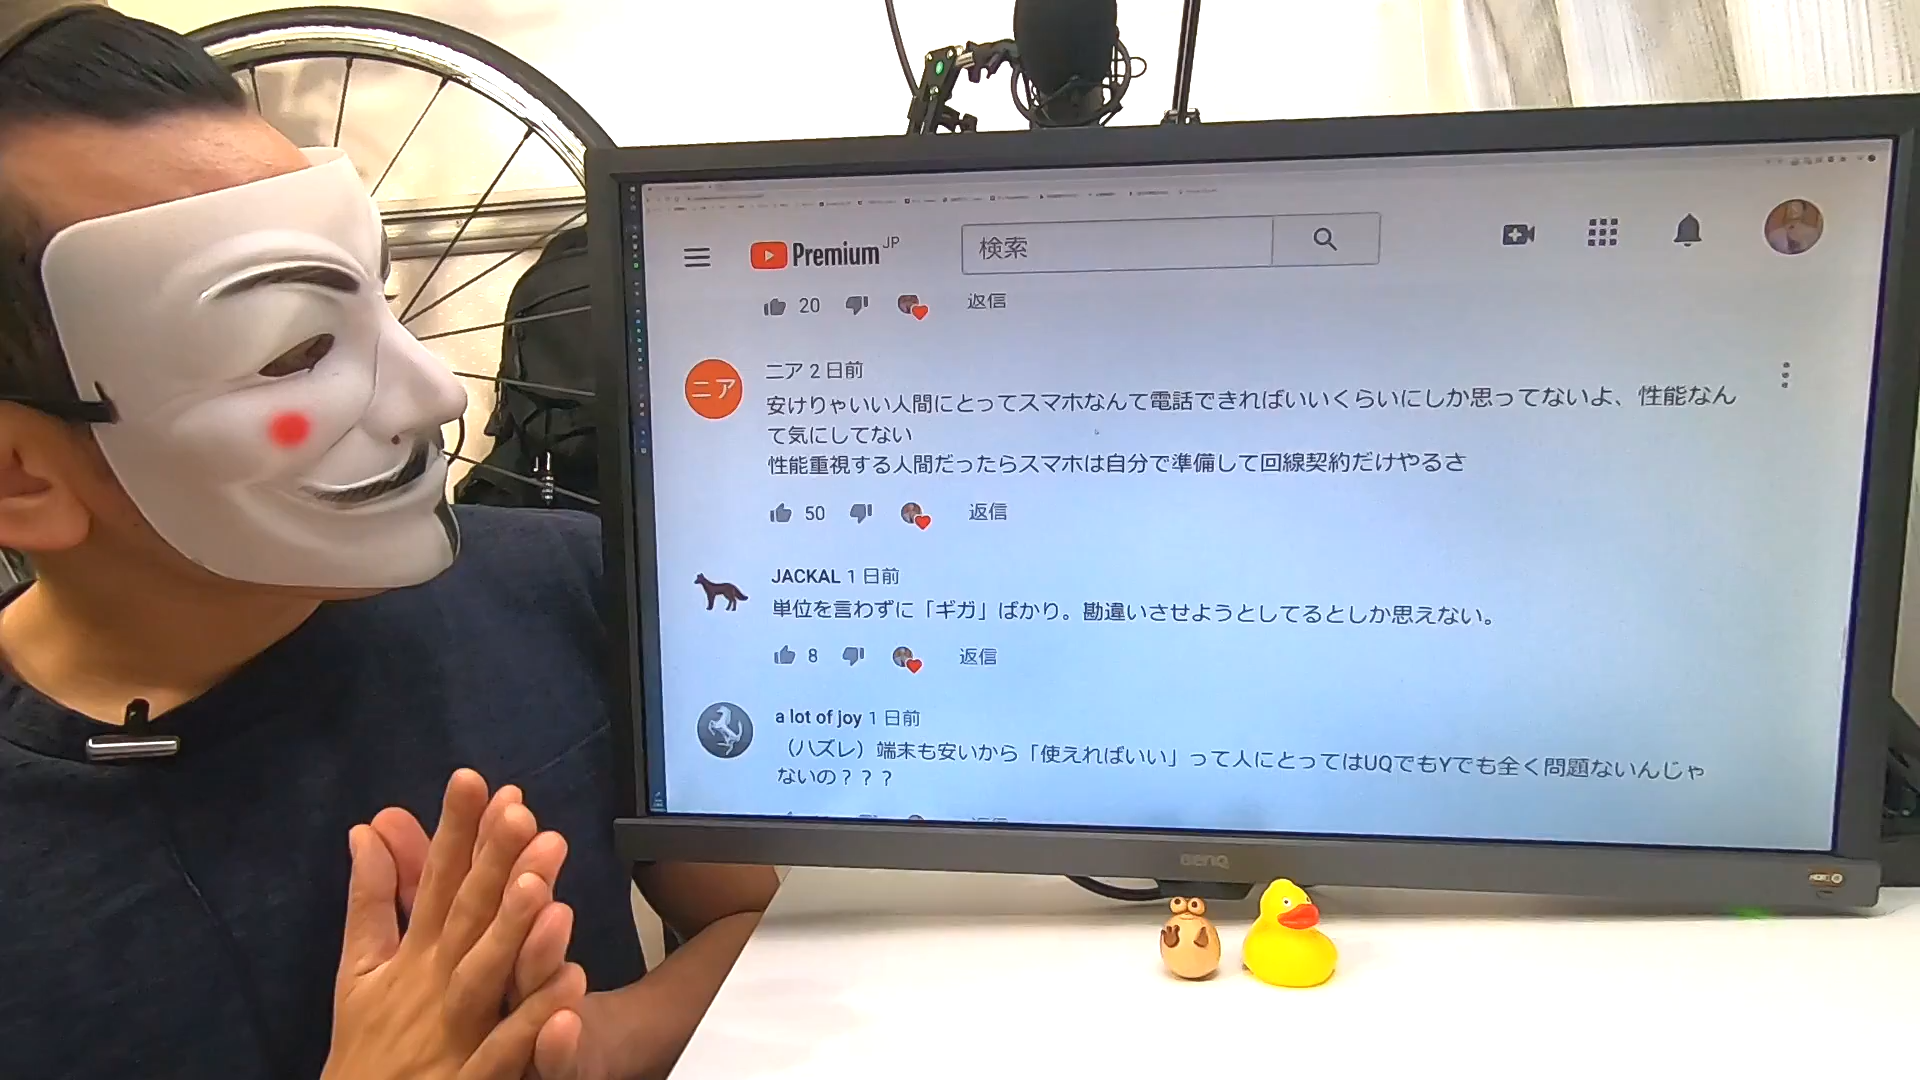 Premium JP
検索
20 返信
ニア
ニア 2 日前
安けりゃいい人間にとってスマホなんて電話できればいいくらいにしか思ってないよ、性能なん
て気にしてない
性能重視する人間だったらスマホは自分で準備して回線契約だけやるさ
50 返信
JACKAL 1 日前
単位を言わずに「ギガ」ばかり。勘違いさせようとしてるとしか思えない。
8 返信
a lot of joy 1 日前
（ハズレ）端末も安いから「使えればいい」って人にとってはUQでもYでも全く問題ないんじゃ
ないの？？？
返信
BenQ